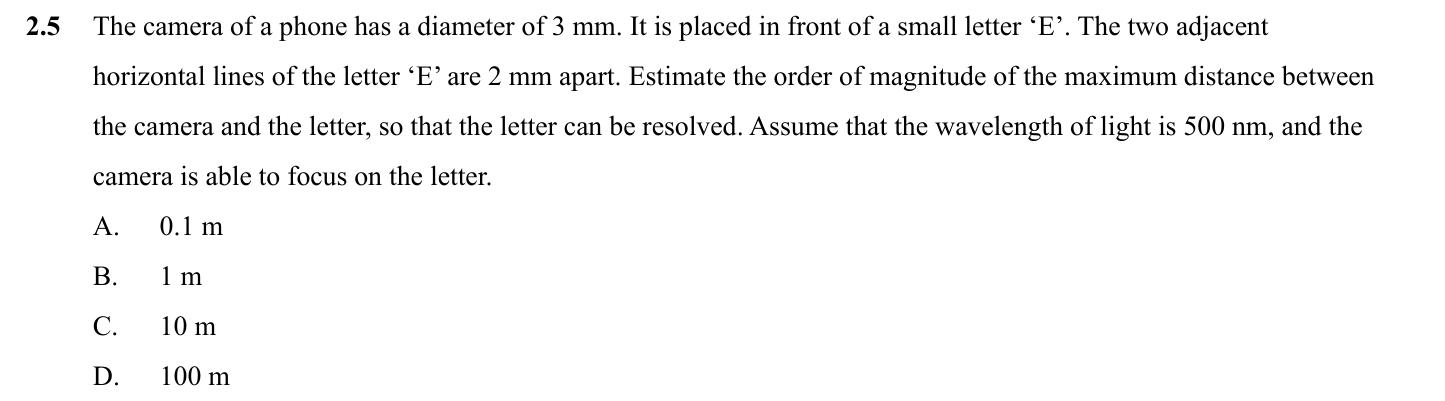 2.5 The camera of a phone has a diameter of 3 mm. It is placed in front of a small letter ‘E’. The two adjacent
horizontal lines of the letter ‘E’ are 2 mm apart. Estimate the order of magnitude of the maximum distance between
the camera and the letter, so that the letter can be resolved. Assume that the wavelength of light is 500 nm, and the
camera is able to focus on the letter.
A. 0.1 m
B. 1 m
C. 10 m
D. 100 m